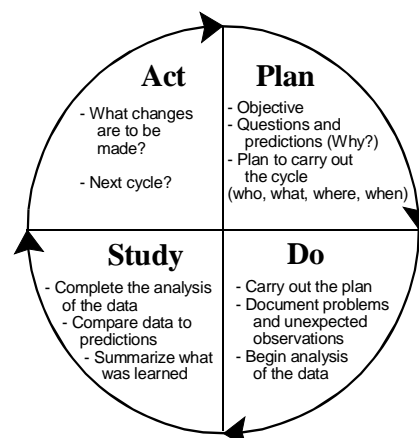 Act
- What changes
are to be
made?
- Next cycle?
Plan
- Objective
- Questions and
predictions (Why?)
- Plan to carry out
the cycle
(who, what, where, when)
Study
- Complete the analysis
of the data
- Compare data to
predictions
- Summarize what
was learned
Do
- Carry out the plan
- Document problems
and unexpected
observations
- Begin analysis
of the data